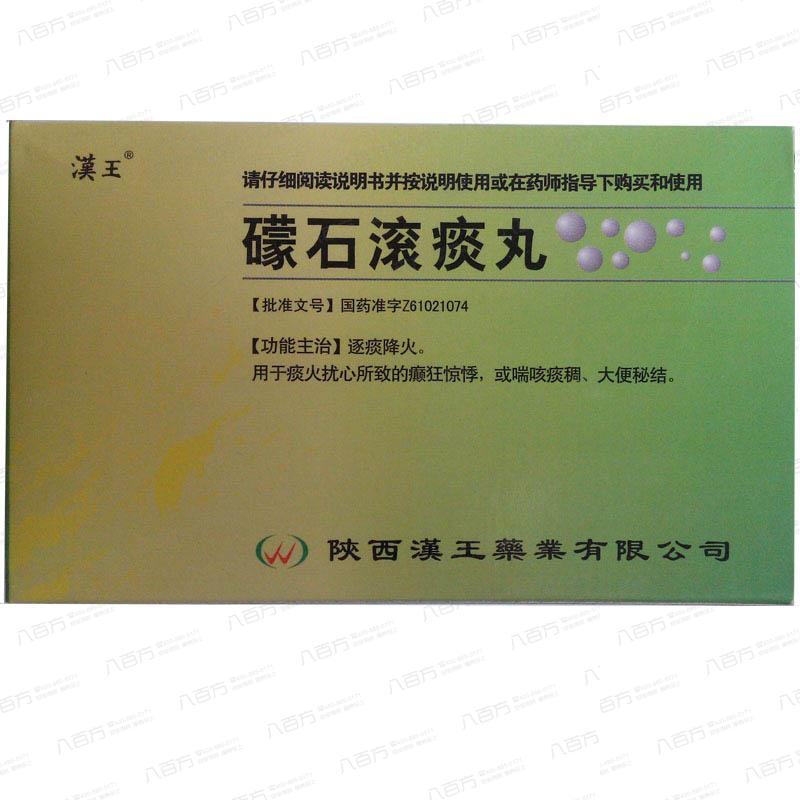 漢王®
请仔细阅读说明书并按说明使用或在药师指导下购买和使用
礞石滚痰丸
【批准文号】国药准字Z61021074
【功能主治】逐痰降火。
用于痰火扰心所致的癫狂惊悸，或喘咳痰稠、大便秘结。
陝西漢王藥業有限公司
八百方